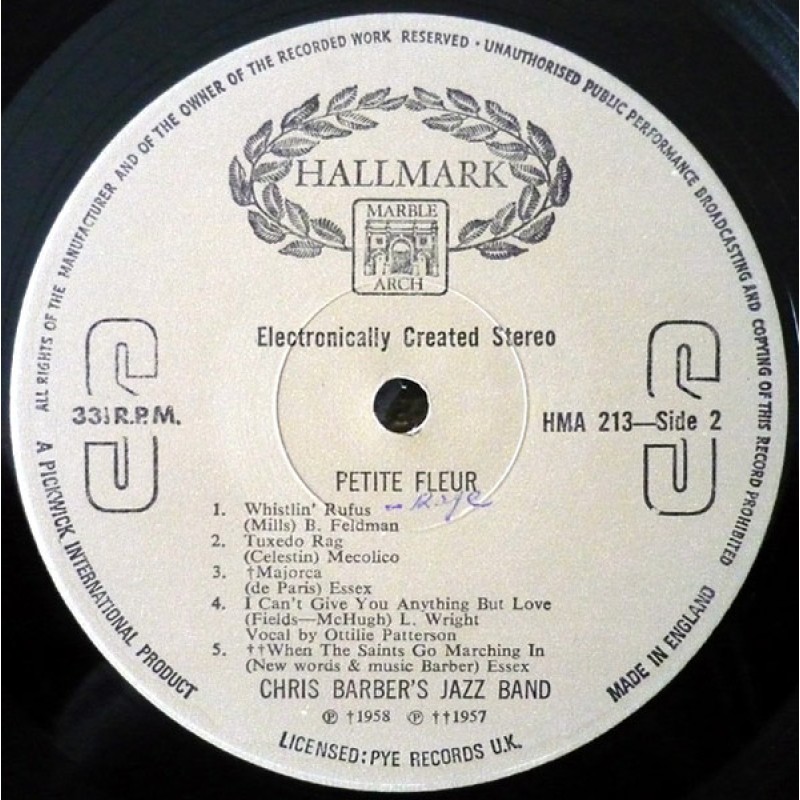 ALL RIGHTS OF THE MANUFACTURER AND OF THE OWNER OF THE RECORDED WORK RESERVED · UNAUTHORISED PUBLIC PERFORMANCE BROADCASTING AND COPYING OF THIS RECORD PROHIBITED
HALLMARK
MARBLE
ARCH
Electronically Created Stereo
S S
33⅓ R.P.M.
HMA 213—Side 2
PETITE FLEUR
1. Whistlin' Rufus
(Mills) B. Feldman
2. Tuxedo Rag
(Celestin) Mecolico
3. †Majorca
(de Paris) Essex
4. I Can't Give You Anything But Love
(Fields—McHugh) L. Wright
Vocal by Ottilie Patterson
5. ††When The Saints Go Marching In
(New words & music Barber) Essex
CHRIS BARBER'S JAZZ BAND
℗ †1958 ℗ ††1957
A PICKWICK INTERNATIONAL PRODUCT
LICENSED: PYE RECORDS U.K.
MADE IN ENGLAND